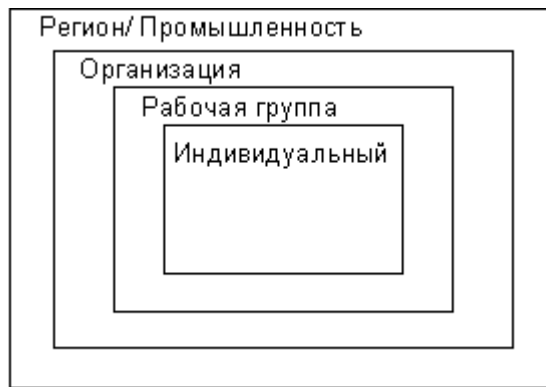 Регион/ Промышленность
Организация
Рабочая группа
Индивидуальный